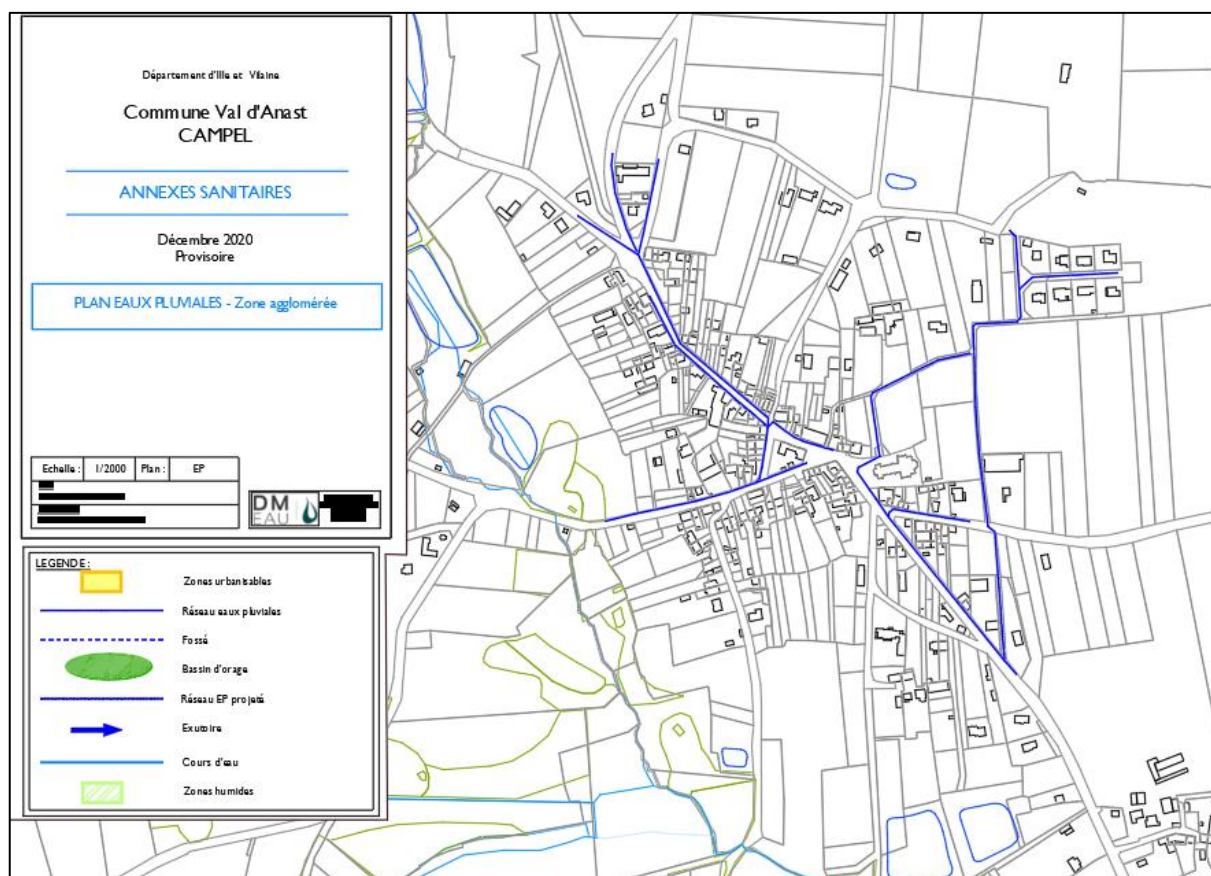 Département d'Ille et Vilaine
Commune Val d'Anast
CAMPEL
ANNEXES SANITAIRES
Décembre 2020
Provisoire
PLAN EAUX PLUVIALES - Zone agglomérée
Echelle : 1/2000 Plan : EP
DM
EAU
LEGENDE :
Zones urbanisables
Réseau eaux pluviales
Fossé
Bassin d'orage
Réseau EP projeté
Exutoire
Cours d'eau
Zones humides